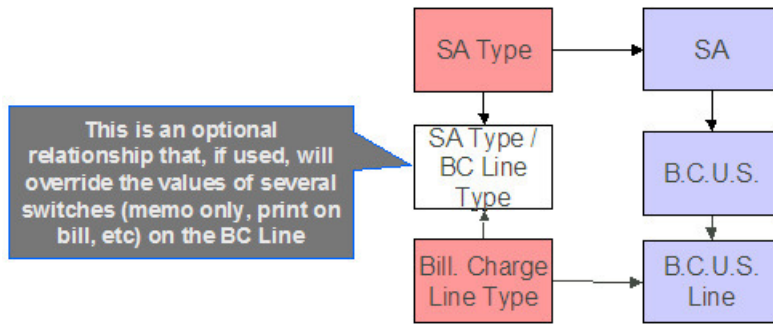 SA Type
SA
This is an optional
relationship that, if used, will
override the values of several
switches (memo only, print on
bill, etc) on the BC Line
SA Type /
BC Line
Type
B.C.U.S.
Bill. Charge
Line Type
B.C.U.S.
Line